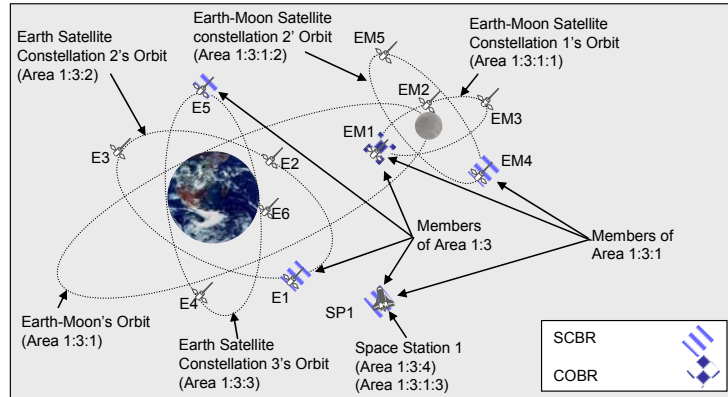 Earth Satellite
Constellation 2's Orbit
(Area 1:3:2)
Earth-Moon Satellite
constellation 2' Orbit
(Area 1:3:1:2)
Earth-Moon Satellite
Constellation 1's Orbit
(Area 1:3:1:1)
EM5
EM2
EM3
EM1
EM4
E5
E3
E2
E6
E4
E1
SP1
Members
of Area 1:3
Members of
Area 1:3:1
Earth-Moon's Orbit
(Area 1:3:1)
Earth Satellite
Constellation 3's Orbit
(Area 1:3:3)
Space Station 1
(Area 1:3:4)
(Area 1:3:1:3)
SCBR
COBR